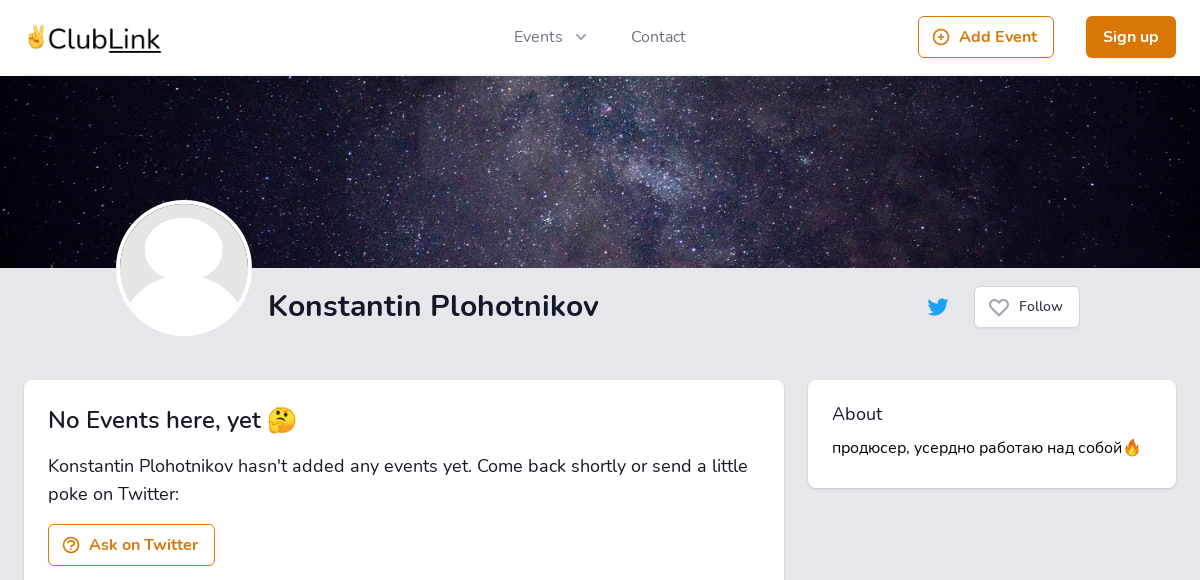 ✌️ClubLink
Events
Contact
Add Event
Sign up
Konstantin Plohotnikov
Follow
No Events here, yet 🤔
Konstantin Plohotnikov hasn't added any events yet. Come back shortly or send a little
poke on Twitter:
Ask on Twitter
About
продюсер, усердно работаю над собой🔥